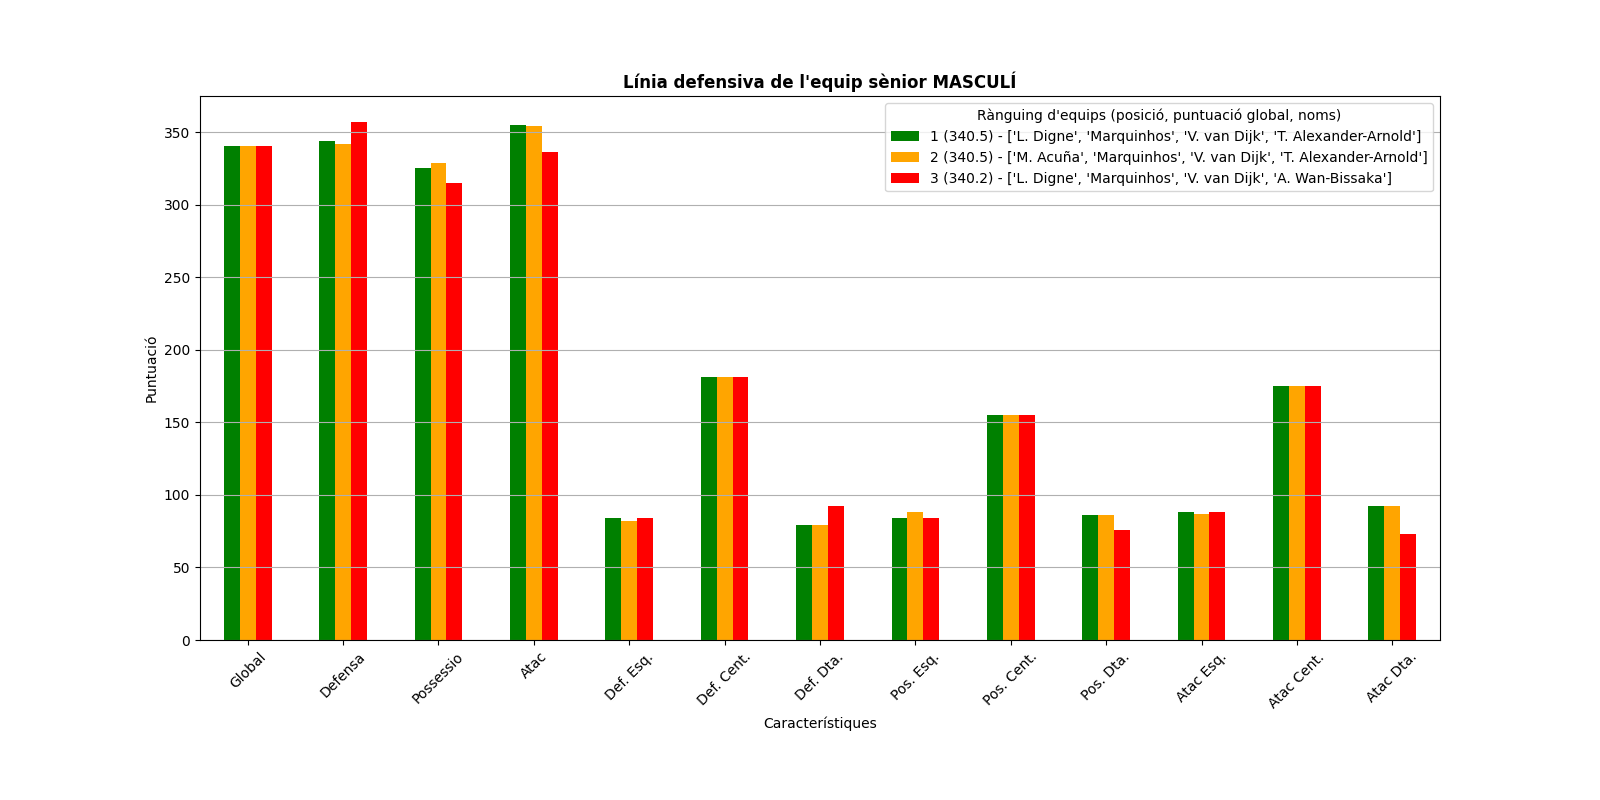 Línia defensiva de l'equip sènior MASCULÍ
Rànguing d'equips (posició, puntuació global, noms)
1 (340.5) - ['L. Digne', 'Marquinhos', 'V. van Dijk', 'T. Alexander-Arnold']
2 (340.5) - ['M. Acuña', 'Marquinhos', 'V. van Dijk', 'T. Alexander-Arnold']
3 (340.2) - ['L. Digne', 'Marquinhos', 'V. van Dijk', 'A. Wan-Bissaka']
Puntuació
350
300
250
200
150
100
50
0
Global
Defensa
Possessio
Atac
Def. Esq.
Def. Cent.
Def. Dta.
Pos. Esq.
Pos. Cent.
Pos. Dta.
Atac Esq.
Atac Cent.
Atac Dta.
Característiques